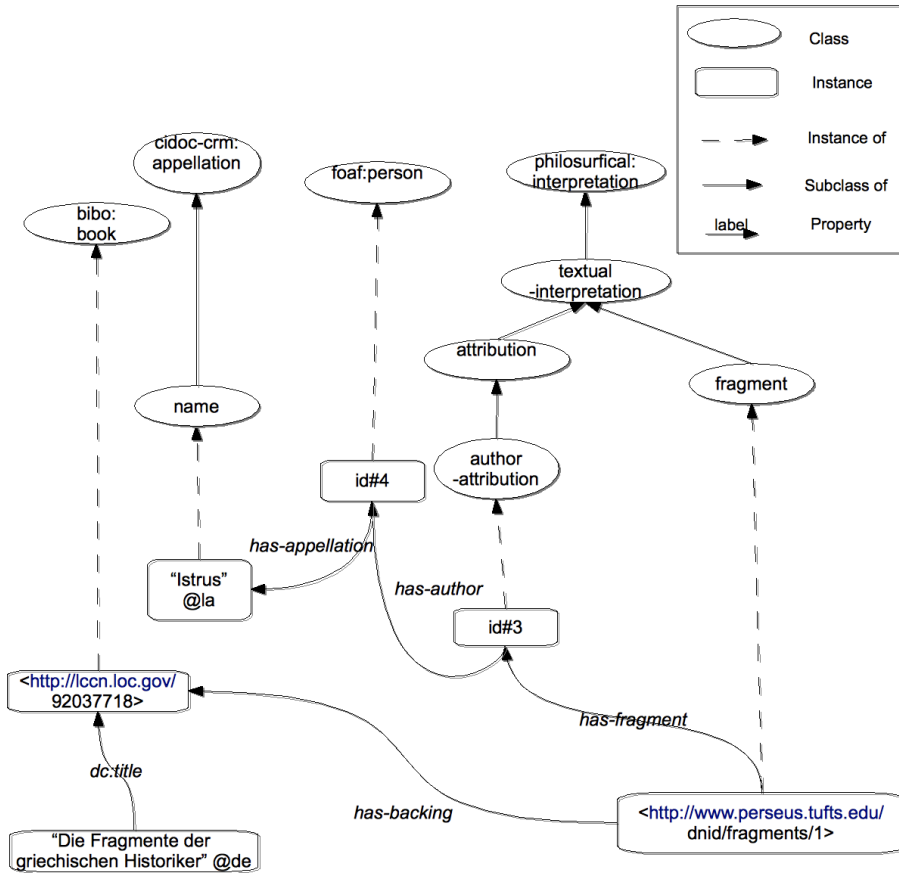 Class
Instance
Instance of
Subclass of
label
Property
cidoc-crm:
appellation
foaf:person
philosurfical:
interpretation
bibo:
book
textual
-interpretation
attribution
fragment
name
author
-attribution
id#4
has-appellation
“Istrus”
@la
has-author
id#3
<http://lccn.loc.gov/
92037718>
has-fragment
dc:title
has-backing
<http://www.perseus.tufts.edu/
dnid/fragments/1>
“Die Fragmente der
griechischen Historiker” @de